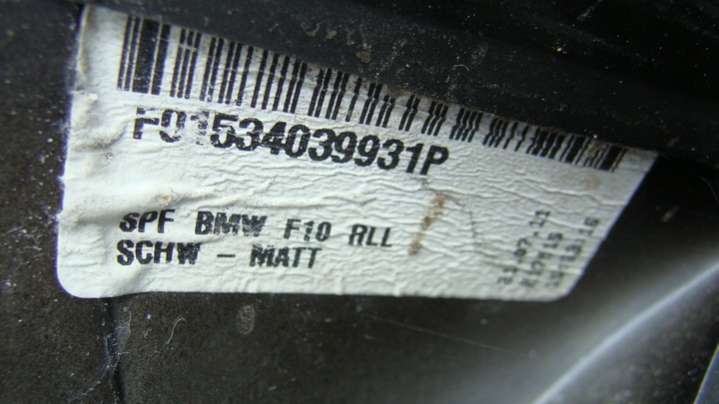 F01534039931P
SPF BMW F10 RLL
SCHW - MATT